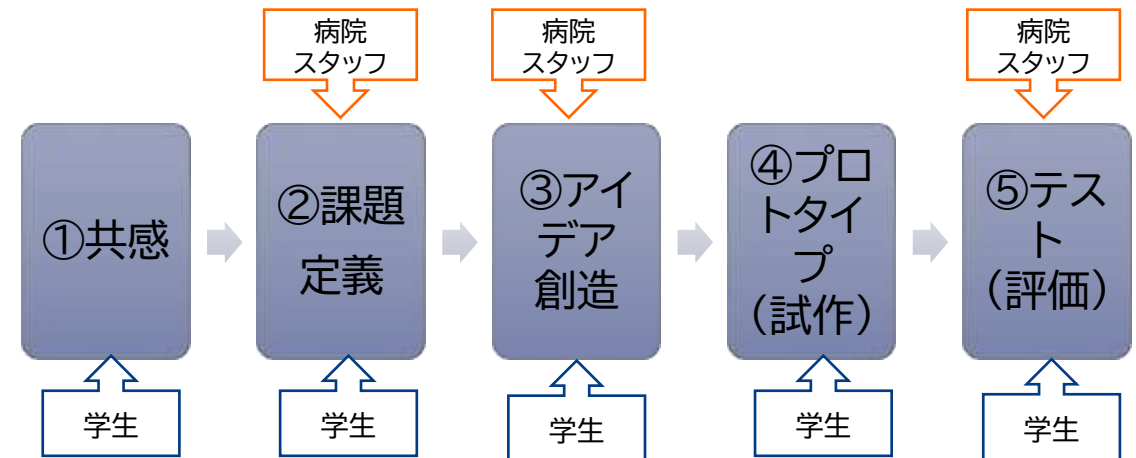 病院
スタッフ
病院
スタッフ
病院
スタッフ
①共感
②課題
定義
③アイ
デア
創造
④プロ
トタイ
プ
（試作）
⑤テス
ト
（評価）
学生
学生
学生
学生
学生